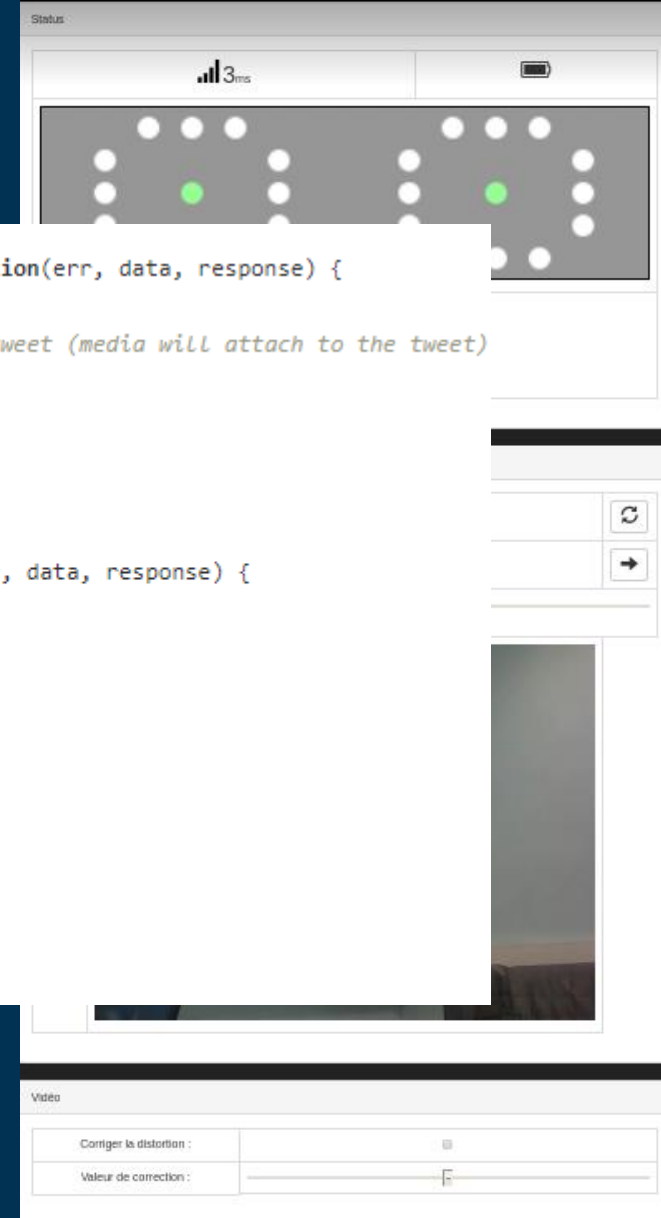 Status
3ms
ion(err, data, response) {
weet (media will attach to the tweet)
, data, response) {
Vidéo
Corriger la distortion :
Valeur de correction :